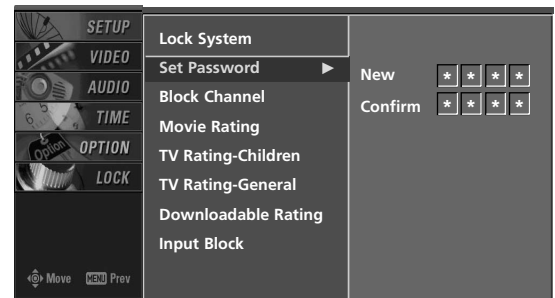 SETUP
VIDEO
AUDIO
TIME
OPTION
LOCK
Move MENU Prev
Lock System
Set Password ►
Block Channel
Movie Rating
TV Rating-Children
TV Rating-General
Downloadable Rating
Input Block
New * * * *
Confirm * * * *